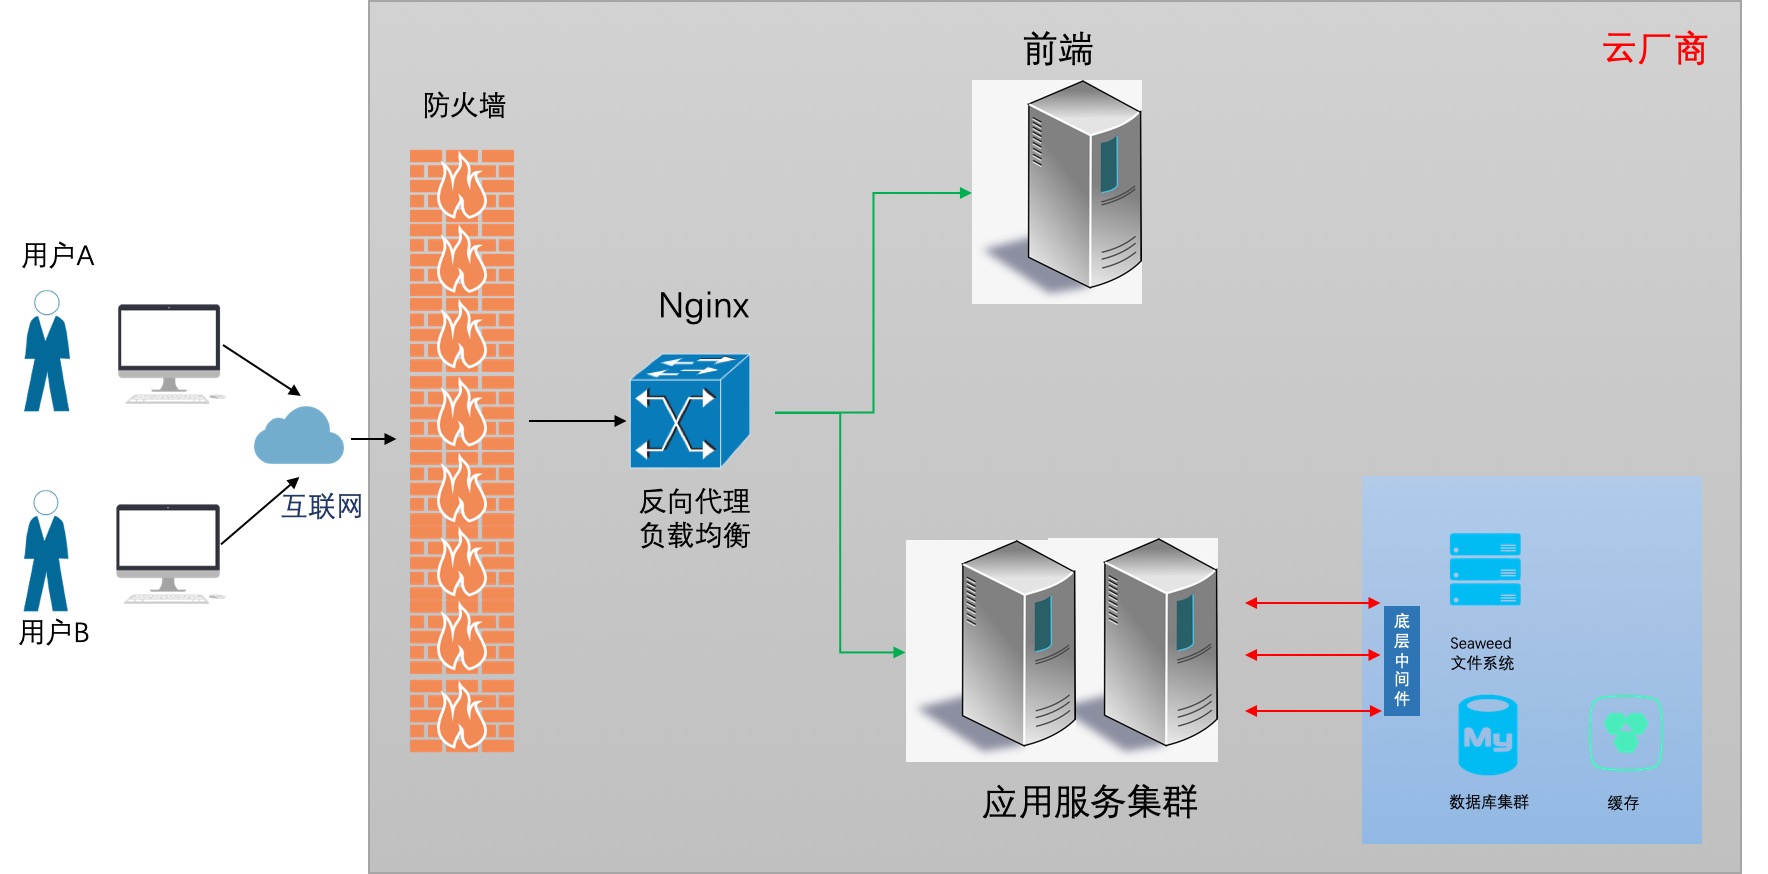 前端
云厂商
防火墙
用户A
Nginx
互联网
反向代理
负载均衡
用户B
底层中间件
Seaweed
文件系统
My
数据库集群
缓存
应用服务集群